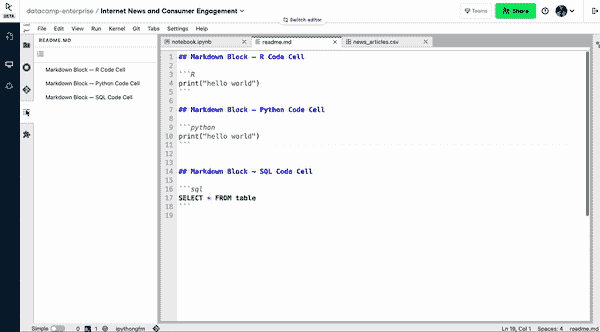 datacamp-enterprise / Internet News and Consumer Engagement
Teams
Share
BETA
Switch editor
File Edit View Run Kernel Git Tabs Settings Help
README.MD
notebook.ipynb
readme.md
news_articles.csv
Markdown Block – R Code Cell
Markdown Block – Python Code Cell
Markdown Block – SQL Code Cell
1 ## Markdown Block – R Code Cell
2
3 ```R
4 print("hello world")
5 ```
6
7 ## Markdown Block – Python Code Cell
8
9 ```python
10 print("hello world")
11 ```
12
13
14 ## Markdown Block – SQL Code Cell
15
16 ```sql
17 SELECT * FROM table
18 ```
19
Simple
0
1
ipythongfm
Ln 19, Col 1
Spaces: 4
readme.md